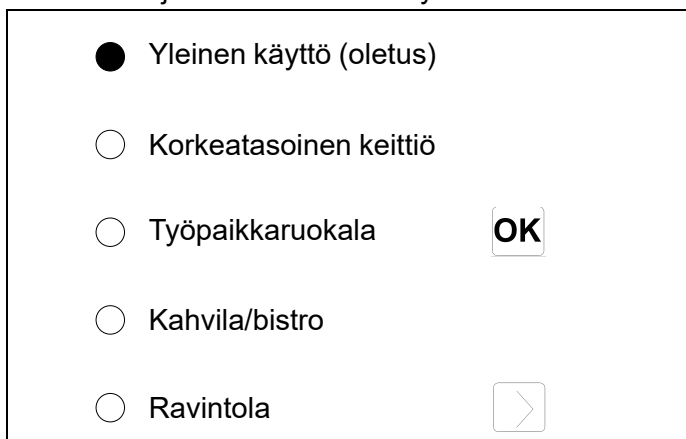 Yleinen käyttö (oletus)
Korkeatasoinen keittiö
Työpaikkaruokala OK
Kahvila/bistro
Ravintola